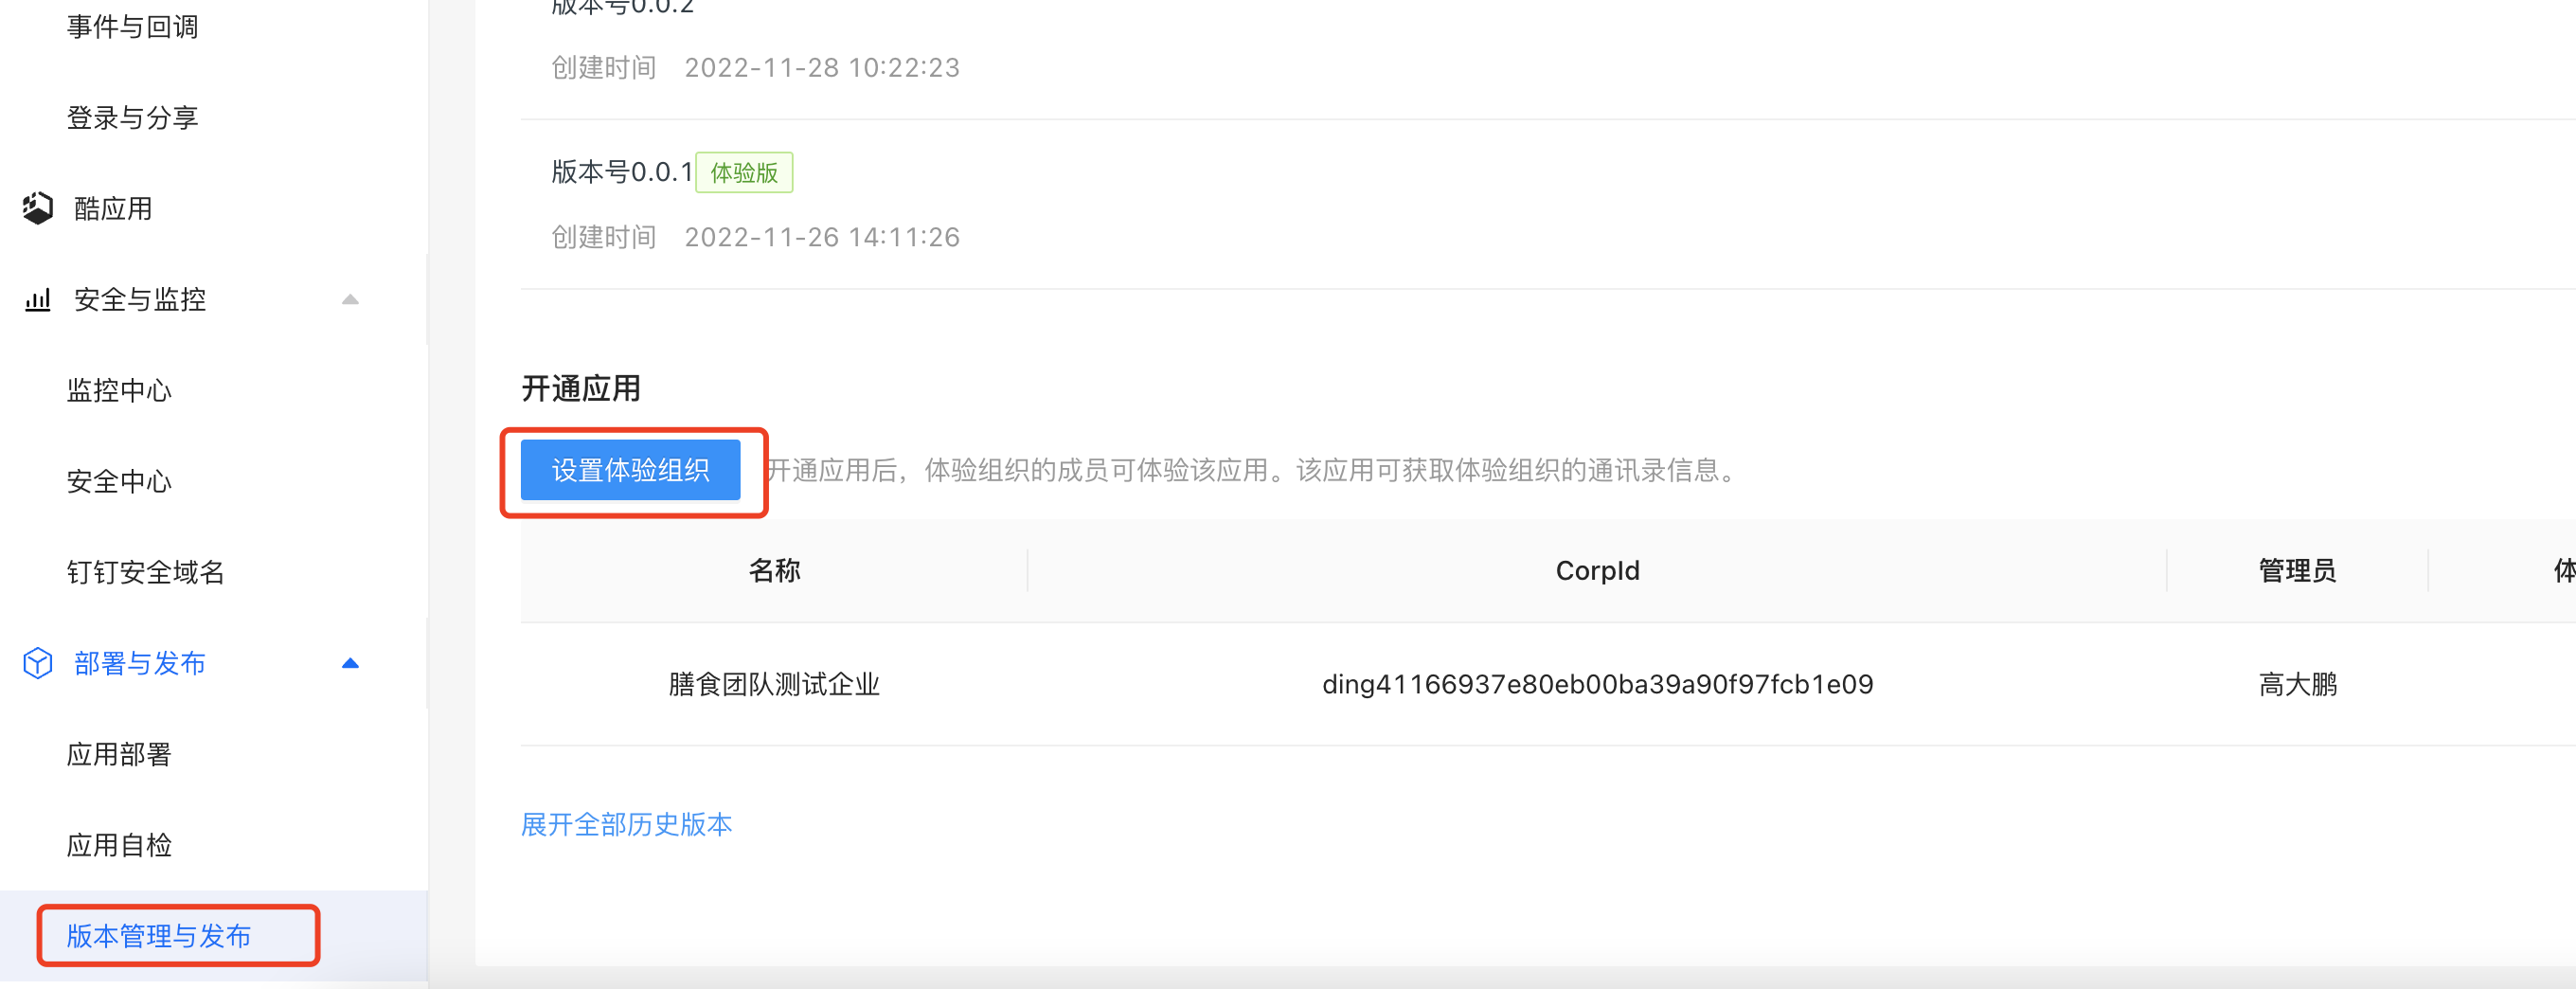 事件与回调
登录与分享
酷应用
安全与监控
监控中心
安全中心
钉钉安全域名
部署与发布
应用部署
应用自检
版本管理与发布
版本号0.0.2
创建时间 2022-11-28 10:22:23
版本号0.0.1 体验版
创建时间 2022-11-26 14:11:26
开通应用
设置体验组织 开通应用后，体验组织的成员可体验该应用。该应用可获取体验组织的通讯录信息。
名称 CorpId 管理员 体
膳食团队测试企业 ding41166937e80eb00ba39a90f97fcb1e09 高大鹏
展开全部历史版本